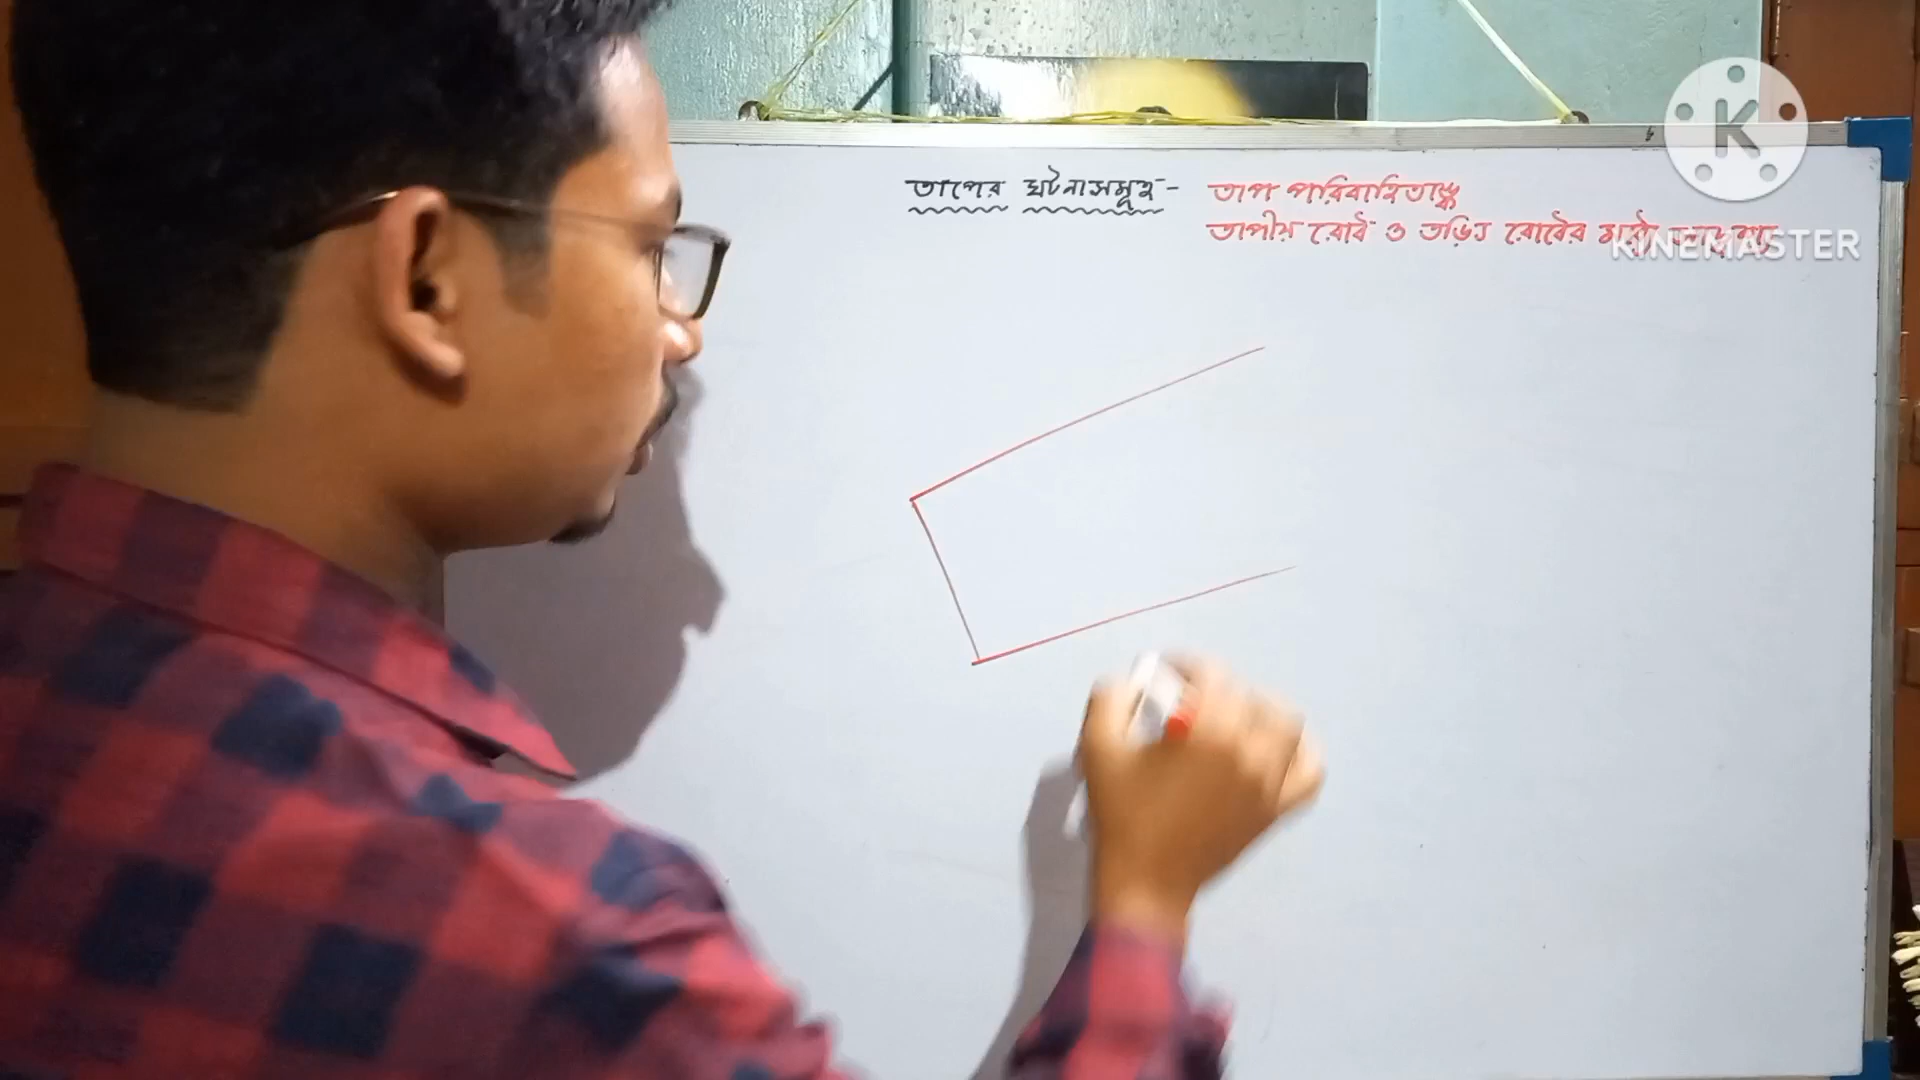 তাপের ঘটনাসমূহ - তাপ পরিবাহিতাঙ্ক
তাপীয় রোধ ও তড়িৎ রোধের মধ্যে সাদৃশ্য
K
KINEMASTER